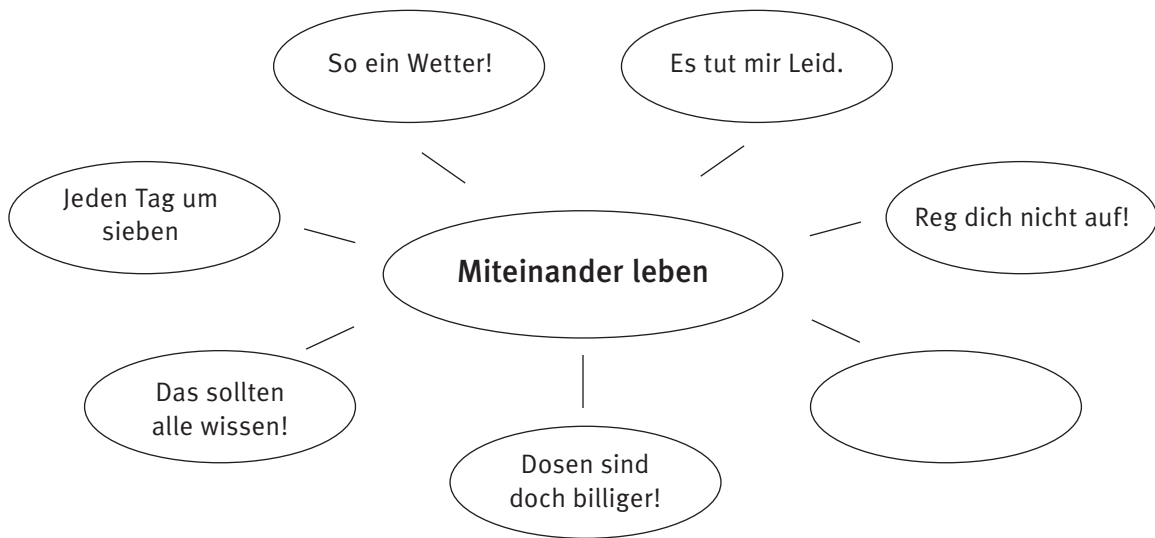 So ein Wetter!
Es tut mir Leid.
Jeden Tag um
sieben
Reg dich nicht auf!
Miteinander leben
Das sollten
alle wissen!
Dosen sind
doch billiger!